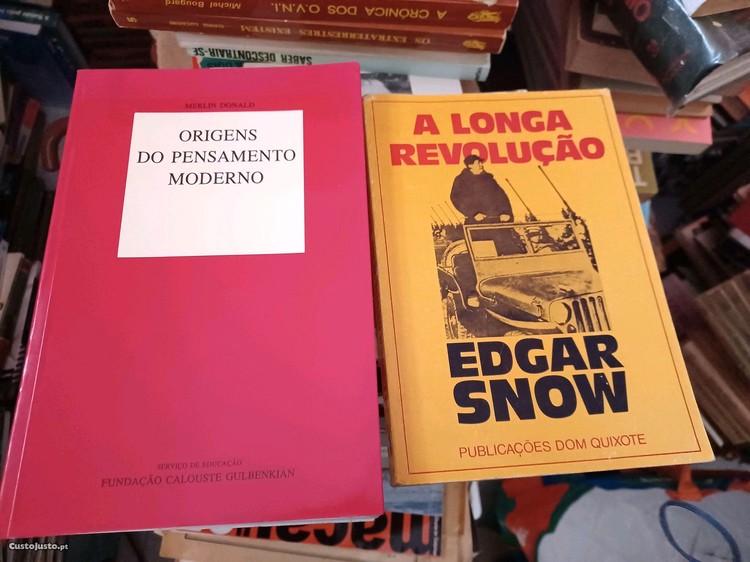 Michel Bougard
A CRÓNICA DOS O.V.N.I.
OS EXTRATERRESTRES EXISTEM
SABER DESCONTRAIR-SE
MERLIN DONALD
ORIGENS
DO PENSAMENTO
MODERNO
SERVIÇO DE EDUCAÇÃO
FUNDAÇÃO CALOUSTE GULBENKIAN
A LONGA
REVOLUÇÃO
EDGAR
SNOW
PUBLICAÇÕES DOM QUIXOTE
Custojusto.pt